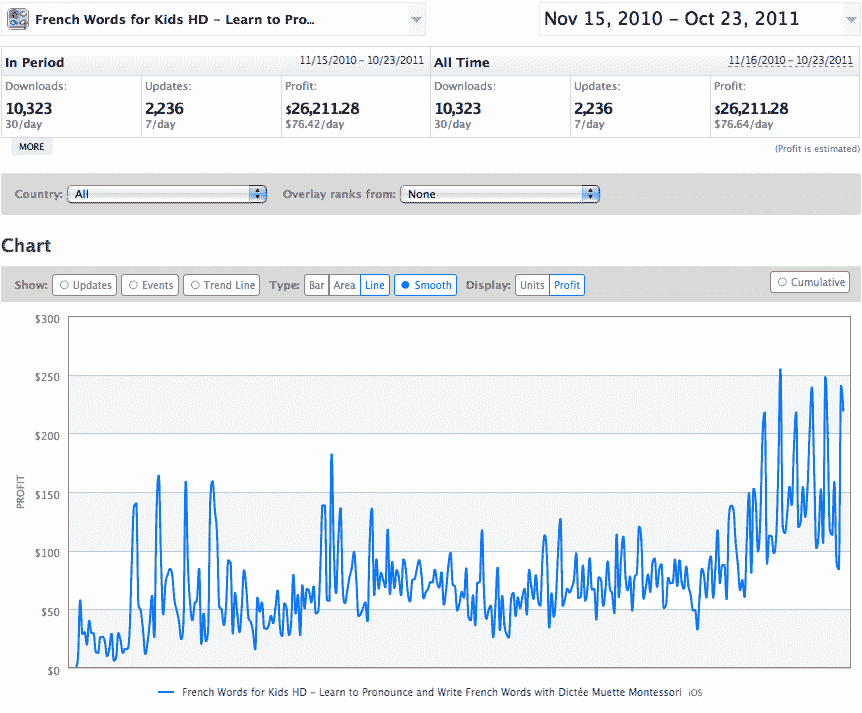 French Words for Kids HD – Learn to Pro...
Nov 15, 2010 – Oct 23, 2011
In Period 11/15/2010 – 10/23/2011 All Time 11/16/2010 – 10/23/2011
Downloads: Updates: Profit: Downloads: Updates: Profit:
10,323 2,236 $26,211.28 10,323 2,236 $26,211.28
30/day 7/day $76.42/day 30/day 7/day $76.64/day
MORE (Profit is estimated)
Country: All Overlay ranks from: None
Chart
Show: Updates Events Trend Line Type: Bar Area Line Smooth Display: Units Profit Cumulative
$300
$250
$200
$150
$100
$50
$0
PROFIT
French Words for Kids HD – Learn to Pronounce and Write French Words with Dictée Muette Montessori iOS